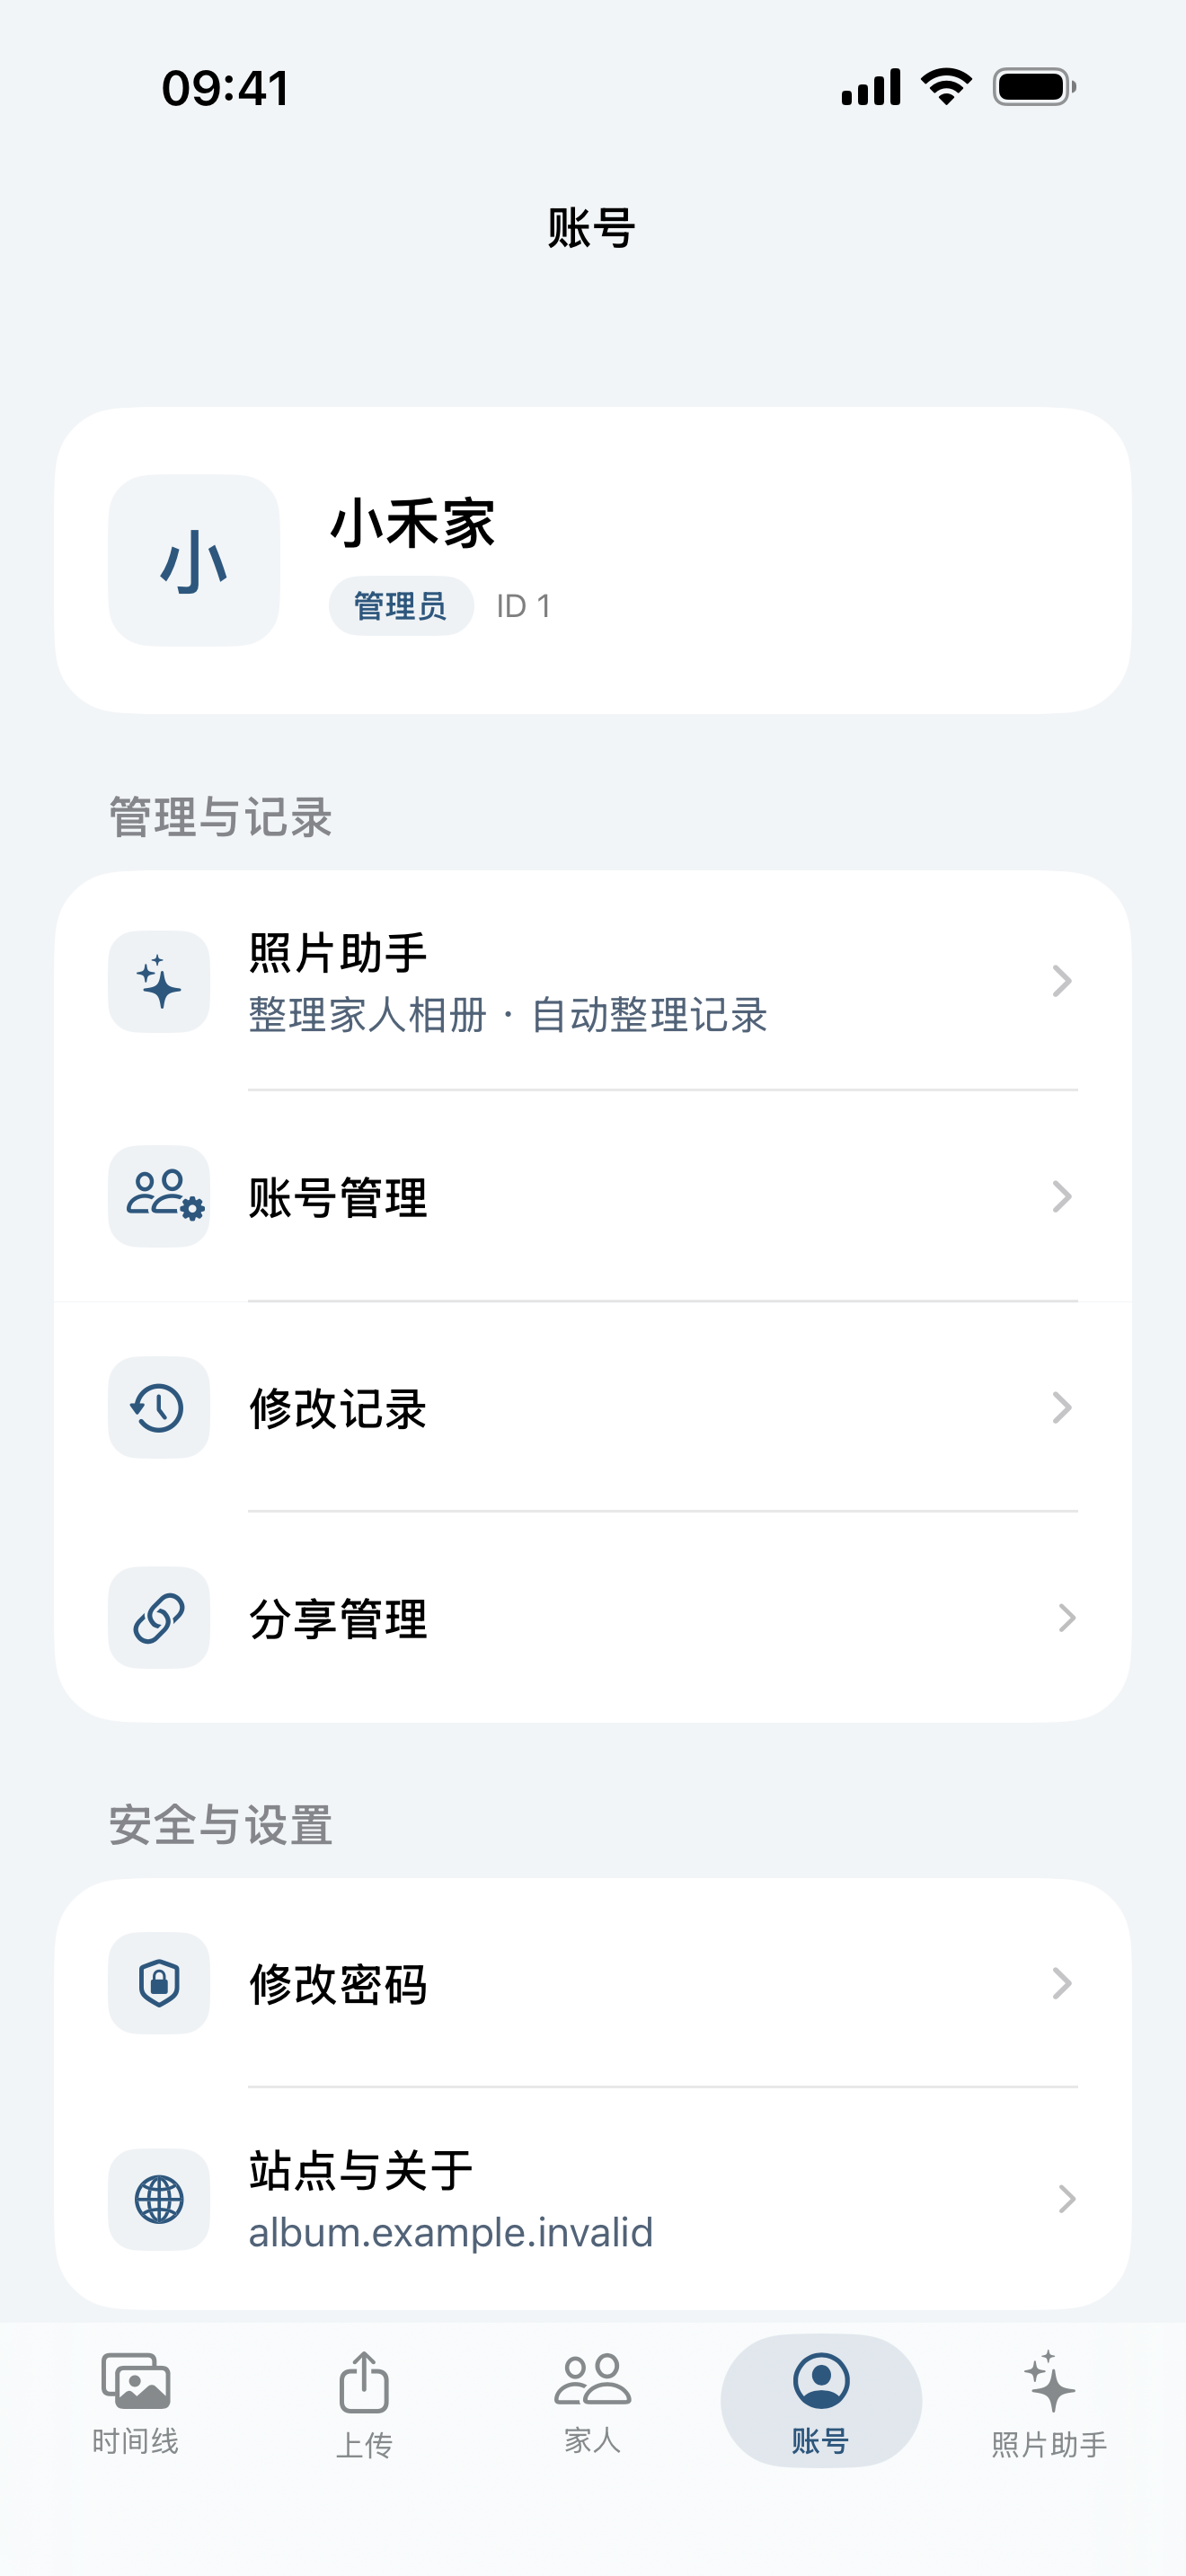 09:41
账号
小
小禾家
管理员 ID 1
管理与记录
照片助手
整理家人相册 · 自动整理记录
账号管理
修改记录
分享管理
安全与设置
修改密码
站点与关于
album.example.invalid
时间线 上传 家人 账号 照片助手